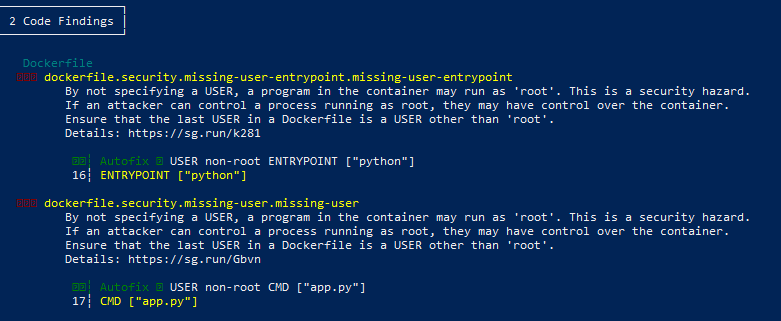 2 Code Findings
Dockerfile
dockerfile.security.missing-user-entrypoint.missing-user-entrypoint
By not specifying a USER, a program in the container may run as 'root'. This is a security hazard.
If an attacker can control a process running as root, they may have control over the container.
Ensure that the last USER in a Dockerfile is a USER other than 'root'.
Details: https://sg.run/k281
Autofix USER non-root ENTRYPOINT ["python"]
16┆ ENTRYPOINT ["python"]
dockerfile.security.missing-user.missing-user
By not specifying a USER, a program in the container may run as 'root'. This is a security hazard.
If an attacker can control a process running as root, they may have control over the container.
Ensure that the last USER in a Dockerfile is a USER other than 'root'.
Details: https://sg.run/Gbvn
Autofix USER non-root CMD ["app.py"]
17┆ CMD ["app.py"]